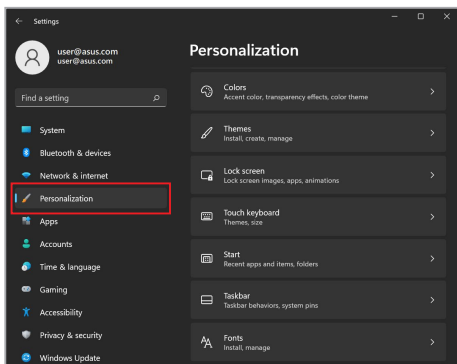 Settings
user@asus.com
user@asus.com
Find a setting
System
Bluetooth & devices
Network & internet
Personalization
Apps
Accounts
Time & language
Gaming
Accessibility
Privacy & security
Windows Update
Personalization
Colors
Accent color, transparency effects, color theme
Themes
Install, create, manage
Lock screen
Lock screen images, apps, animations
Touch keyboard
Themes, size
Start
Recent apps and items, folders
Taskbar
Taskbar behaviors, system pins
Fonts
Install, manage